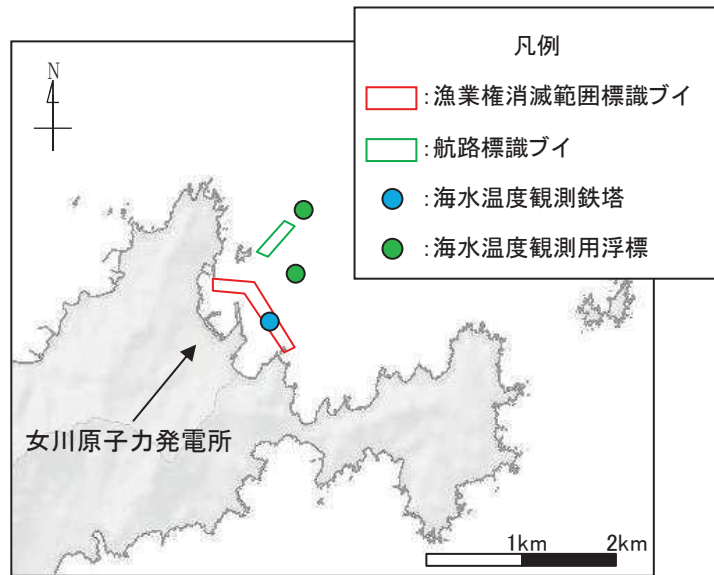 凡例
N
:漁業権消滅範囲標識ブイ
:航路標識ブイ
:海水温度観測鉄塔
:海水温度観測用浮標
女川原子力発電所
1km 2km